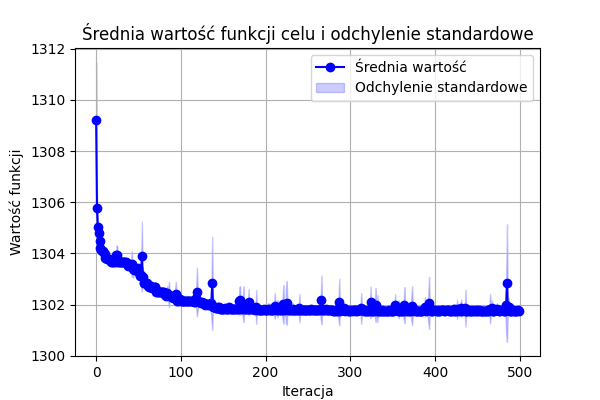 Średnia wartość funkcji celu i odchylenie standardowe
1312
1310
1308
1306
1304
1302
1300
Wartość funkcji
Średnia wartość
Odchylenie standardowe
0 100 200 300 400 500
Iteracja